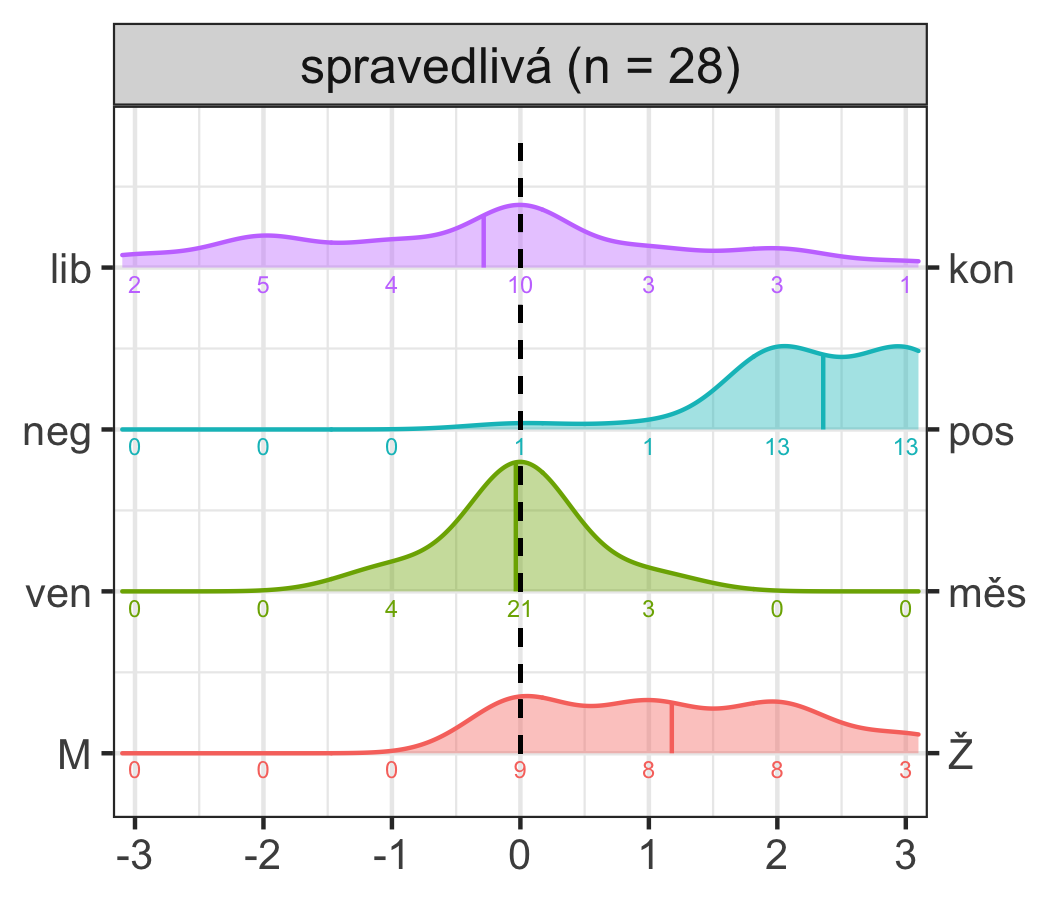 spravedlivá (n = 28)
lib kon
2 5 4 10 3 3 1
neg pos
0 0 0 1 1 13 13
ven měs
0 0 4 21 3 0 0
M Ž
0 0 0 9 8 8 3
-3 -2 -1 0 1 2 3